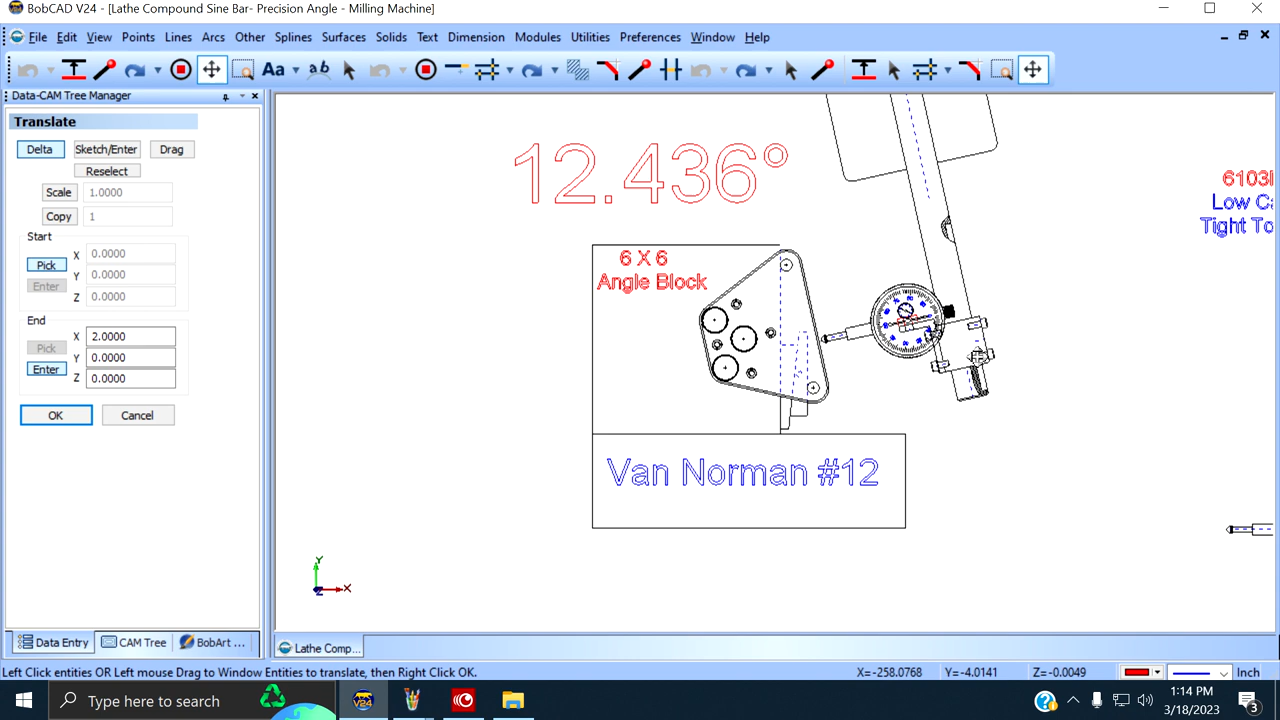 BobCAD V24 - [Lathe Compound Sine Bar- Precision Angle - Milling Machine]
File Edit View Points Lines Arcs Other Splines Surfaces Solids Text Dimension Modules Utilities Preferences Window Help
Aa ab
Data-CAM Tree Manager
Translate
Delta Sketch/Enter Drag
Reselect
Scale 1.0000
Copy 1
Start
Pick X 0.0000
Y 0.0000
Enter Z 0.0000
End
X 2.0000
Pick Y 0.0000
Enter Z 0.0000
OK Cancel
12.436°
6 X 6
Angle Block
Van Norman #12
6103
Low Ca
Tight To
Y
Z X
Data Entry CAM Tree BobArt ...
Lathe Comp...
Left Click entities OR Left mouse Drag to Window Entities to translate, then Right Click OK.
X=-258.0768 Y=-4.0141 Z=-0.0049 Inch
Type here to search
V24
1:14 PM
3/18/2023
3